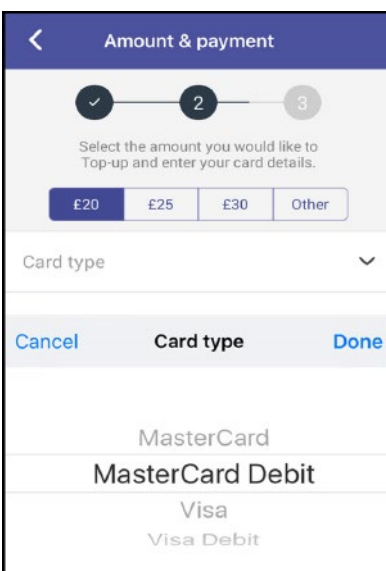 Amount & payment
2 3
Select the amount you would like to
Top-up and enter your card details.
£20 £25 £30 Other
Card type
Cancel Card type Done
MasterCard
MasterCard Debit
Visa
Visa Debit